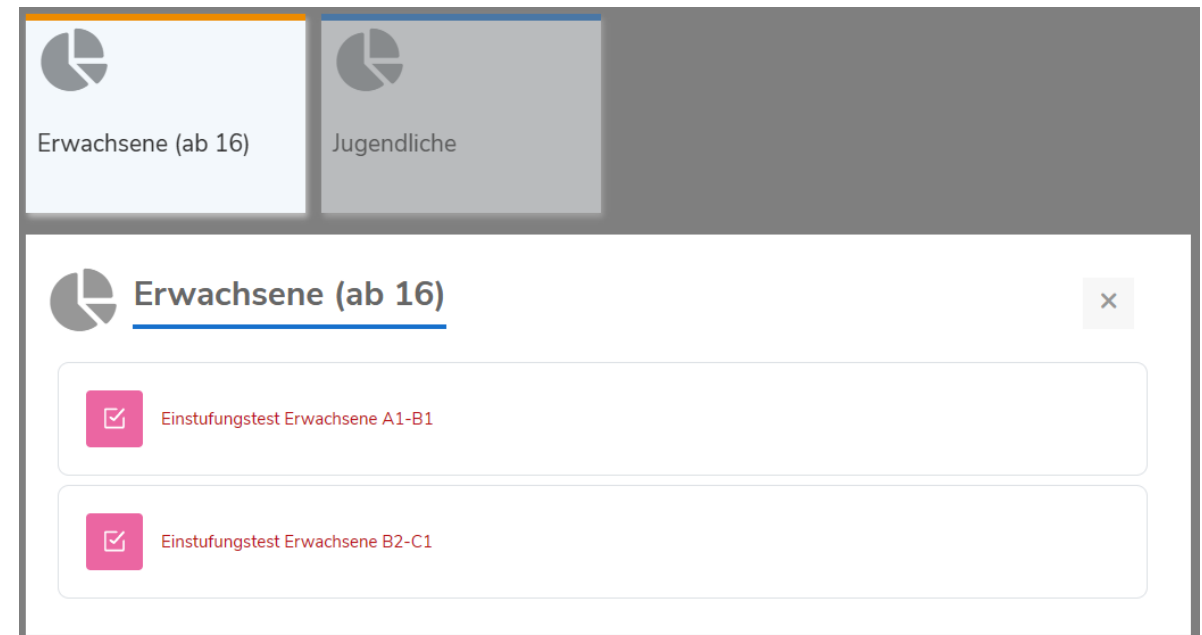 Erwachsene (ab 16)
Jugendliche
Erwachsene (ab 16)
Einstufungstest Erwachsene A1-B1
Einstufungstest Erwachsene B2-C1